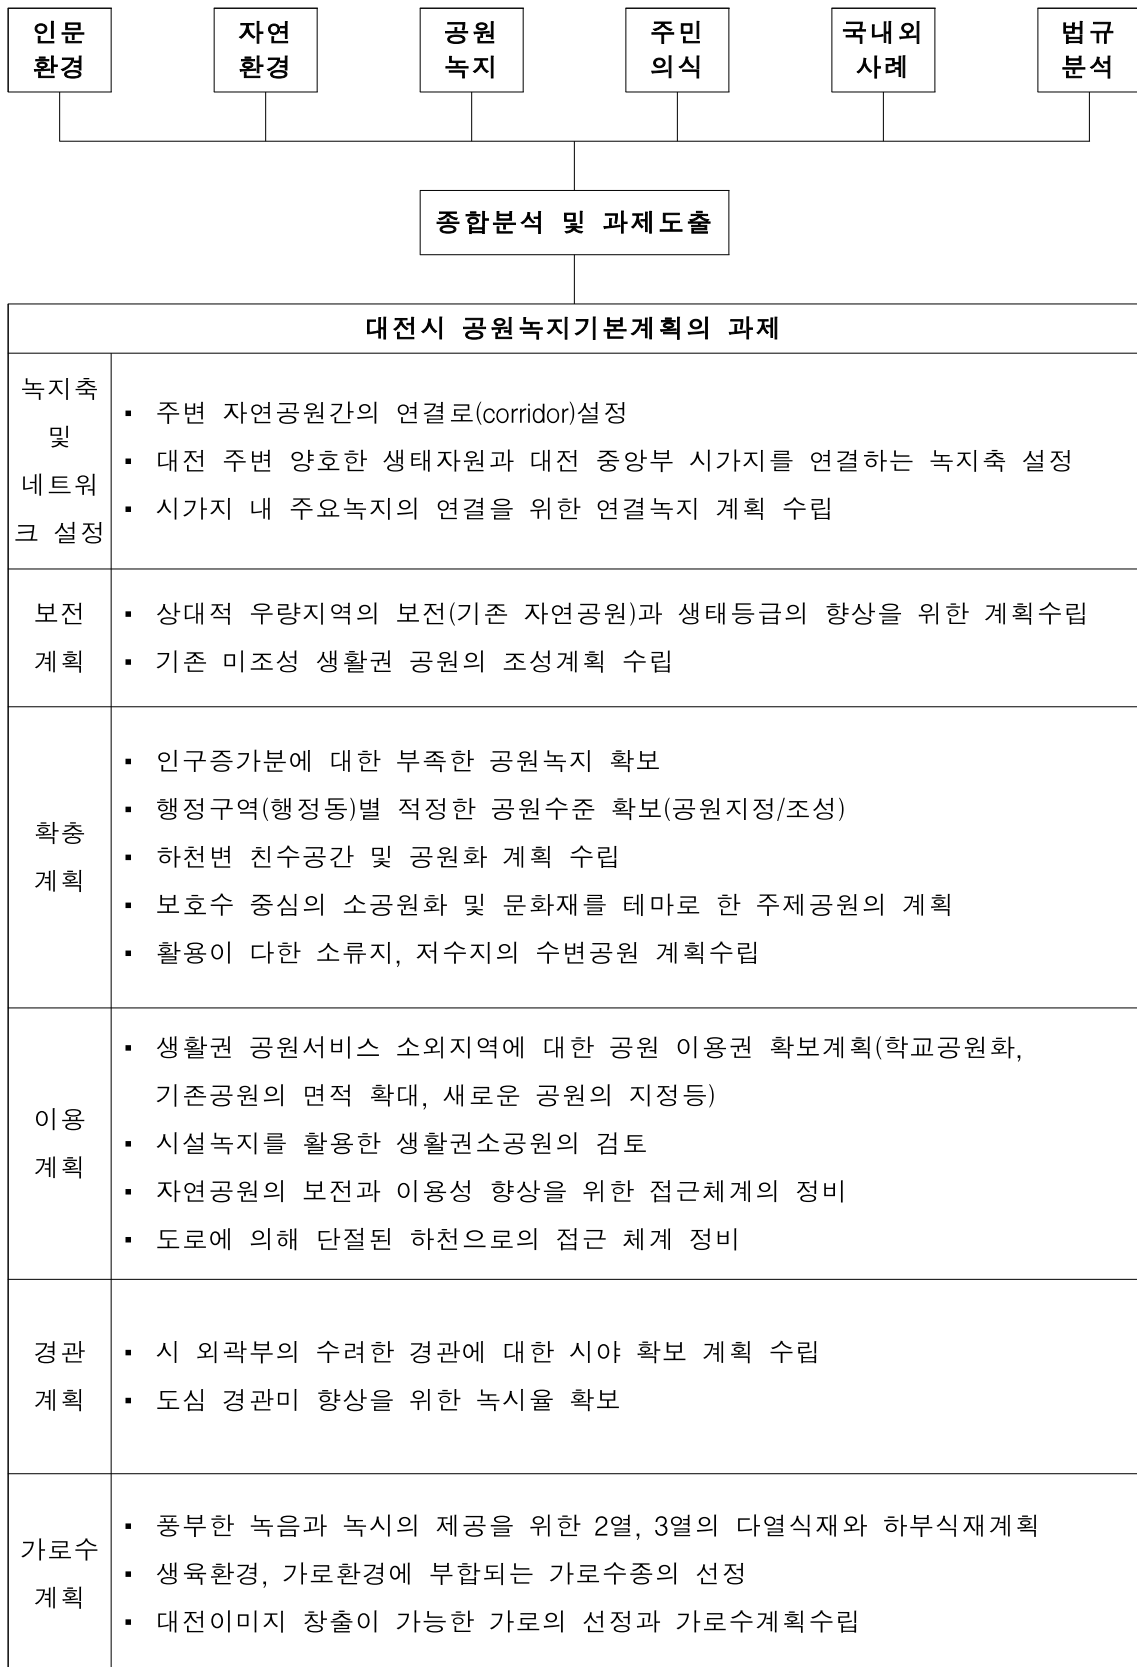 인문
환경
자연
환경
공원
녹지
주민
의식
국내외
사례
법규
분석
종합분석 및 과제도출
대전시 공원녹지기본계획의 과제
녹지축
및
네트워
크 설정
▪ 주변 자연공원간의 연결로(corridor)설정
▪ 대전 주변 양호한 생태자원과 대전 중앙부 시가지를 연결하는 녹지축 설정
▪ 시가지 내 주요녹지의 연결을 위한 연결녹지 계획 수립
보전
계획
▪ 상대적 우량지역의 보전(기존 자연공원)과 생태등급의 향상을 위한 계획수립
▪ 기존 미조성 생활권 공원의 조성계획 수립
확충
계획
▪ 인구증가분에 대한 부족한 공원녹지 확보
▪ 행정구역(행정동)별 적정한 공원수준 확보(공원지정/조성)
▪ 하천변 친수공간 및 공원화 계획 수립
▪ 보호수 중심의 소공원화 및 문화재를 테마로 한 주제공원의 계획
▪ 활용이 다한 소류지, 저수지의 수변공원 계획수립
이용
계획
▪ 생활권 공원서비스 소외지역에 대한 공원 이용권 확보계획(학교공원화,
기존공원의 면적 확대, 새로운 공원의 지정등)
▪ 시설녹지를 활용한 생활권소공원의 검토
▪ 자연공원의 보전과 이용성 향상을 위한 접근체계의 정비
▪ 도로에 의해 단절된 하천으로의 접근 체계 정비
경관
계획
▪ 시 외곽부의 수려한 경관에 대한 시야 확보 계획 수립
▪ 도심 경관미 향상을 위한 녹시율 확보
가로수
계획
▪ 풍부한 녹음과 녹시의 제공을 위한 2열, 3열의 다열식재와 하부식재계획
▪ 생육환경, 가로환경에 부합되는 가로수종의 선정
▪ 대전이미지 창출이 가능한 가로의 선정과 가로수계획수립